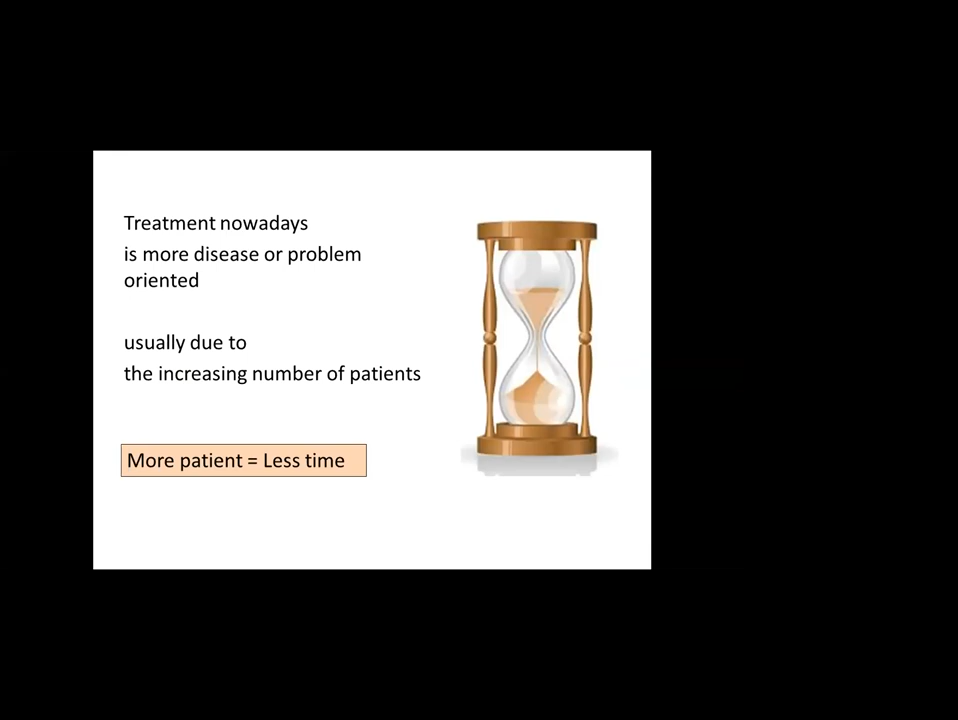 Treatment nowadays
is more disease or problem
oriented
usually due to
the increasing number of patients
More patient = Less time